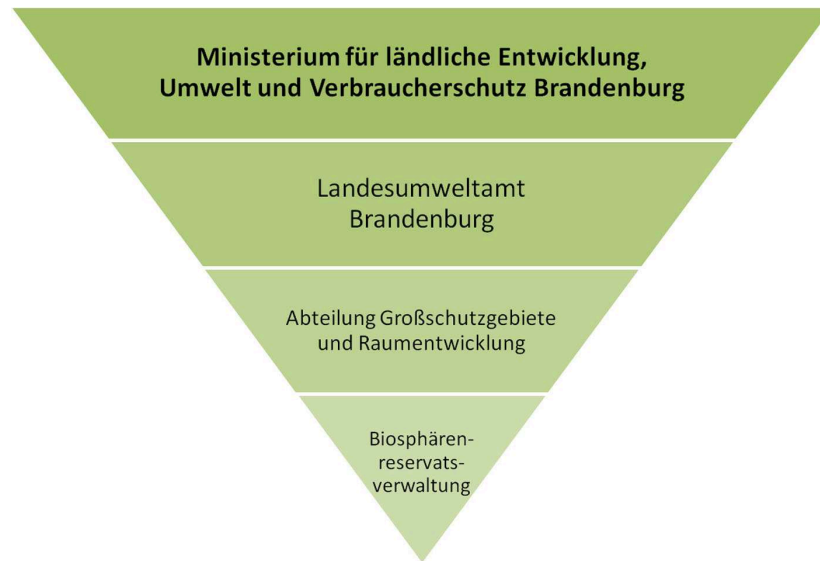 Ministerium für ländliche Entwicklung,
Umwelt und Verbraucherschutz Brandenburg
Landesumweltamt
Brandenburg
Abteilung Großschutzgebiete
und Raumentwicklung
Biosphären-
reservats-
verwaltung